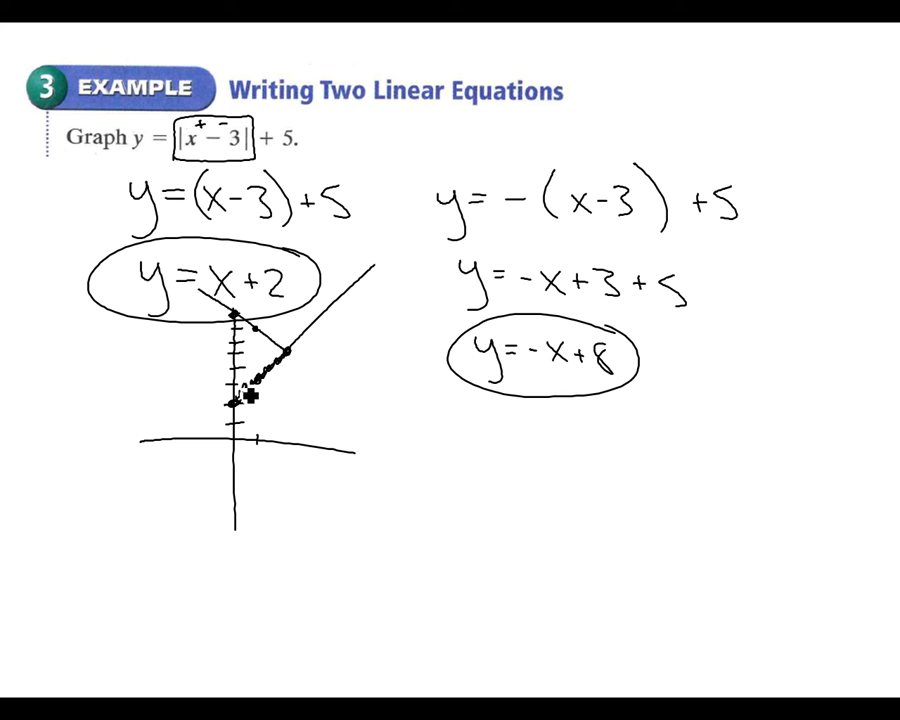 3 EXAMPLE Writing Two Linear Equations
Graph y = |x - 3| + 5.
+ -
y = (x-3) + 5
y = - (x-3) + 5
y = x + 2
y = -x + 3 + 5
y = -x + 8